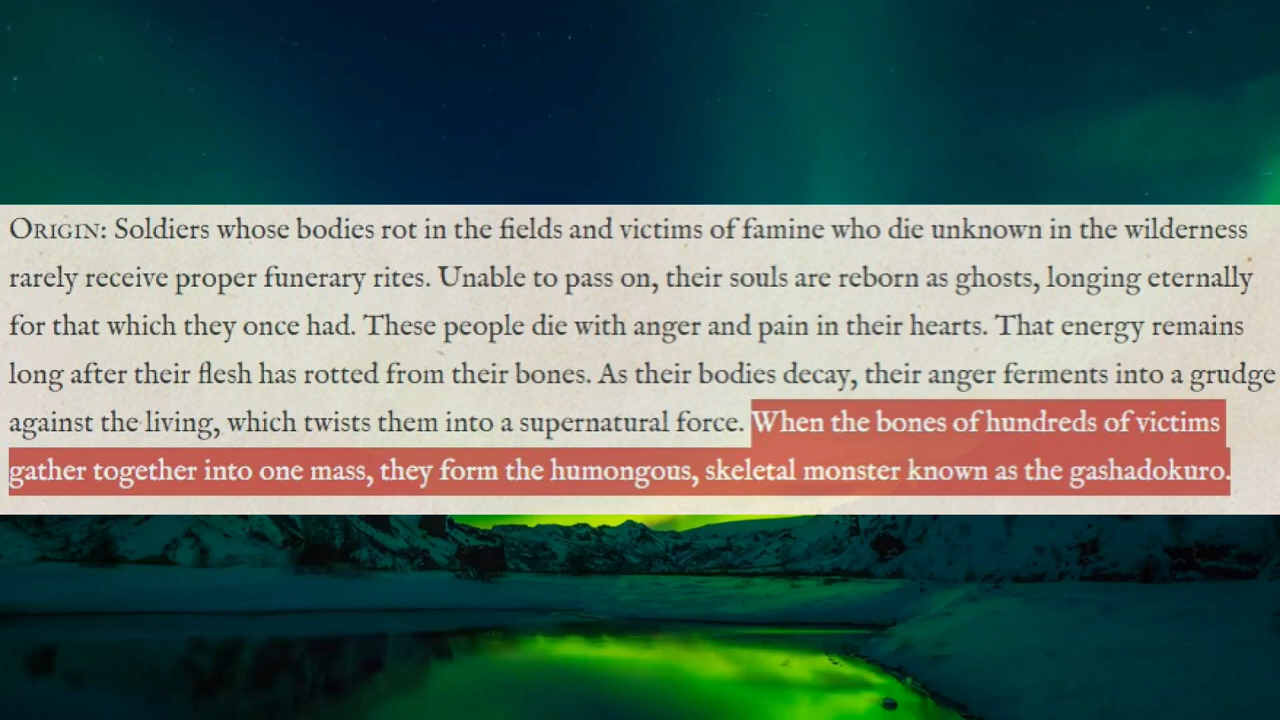 ORIGIN: Soldiers whose bodies rot in the fields and victims of famine who die unknown in the wilderness
rarely receive proper funerary rites. Unable to pass on, their souls are reborn as ghosts, longing eternally
for that which they once had. These people die with anger and pain in their hearts. That energy remains
long after their flesh has rotted from their bones. As their bodies decay, their anger ferments into a grudge
against the living, which twists them into a supernatural force. When the bones of hundreds of victims
gather together into one mass, they form the humongous, skeletal monster known as the gashadokuro.